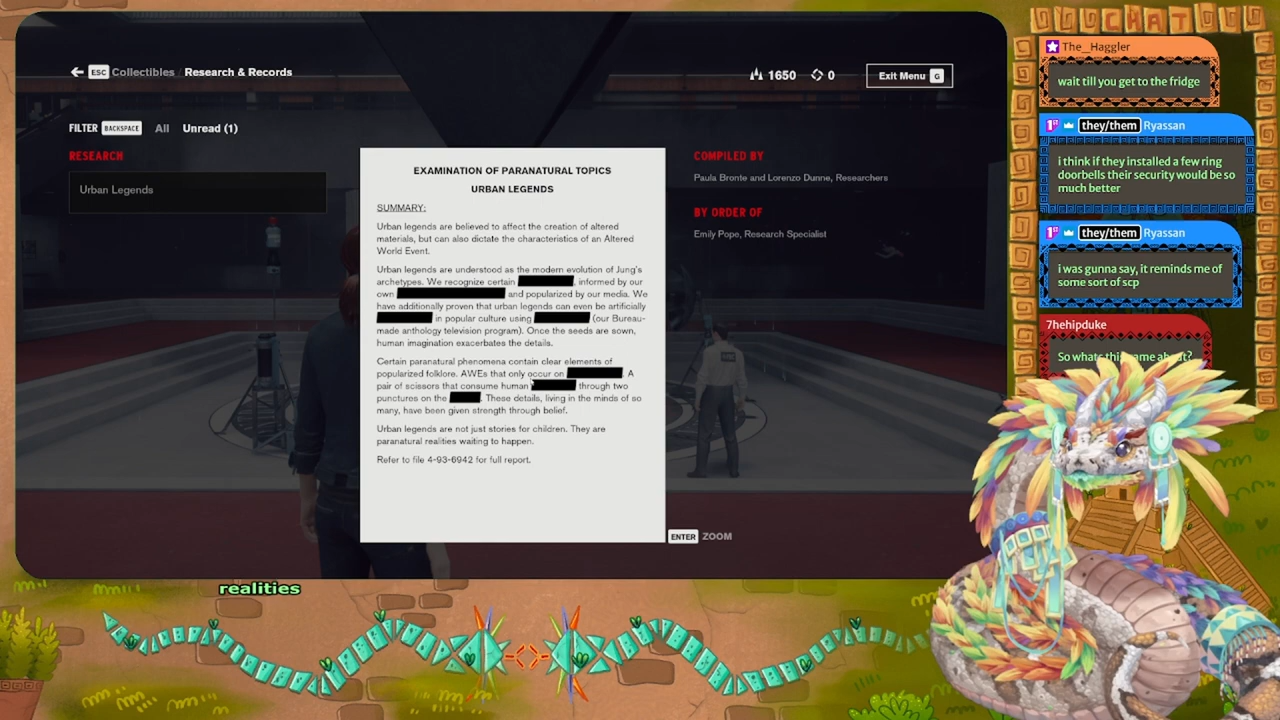 ESC Collectibles Research & Records
1650
0
Exit Menu G
FILTER BACKSPACE All Unread (1)
RESEARCH
Urban Legends
EXAMINATION OF PARANATURAL TOPICS
URBAN LEGENDS
SUMMARY:
Urban legends are believed to affect the creation of altered
materials, but can also dictate the characteristics of an Altered
World Event.
Urban legends are understood as the modern evolution of Jung's
archetypes. We recognize certain , informed by our
own and popularized by our media. We
have additionally proven that urban legends can even be artificially
in popular culture using (our Bureau-
made anthology television program). Once the seeds are sown,
human imagination exacerbates the details.
Certain paranatural phenomena contain clear elements of
popularized folklore. AWEs that only occur on . A
pair of scissors that consume human through two
punctures on the . These details, living in the minds of so
many, have been given strength through belief.
Urban legends are not just stories for children. They are
paranatural realities waiting to happen.
Refer to file 4-93-6942 for full report.
ENTER ZOOM
COMPILED BY
Paula Bronte and Lorenzo Dunne, Researchers
BY ORDER OF
Emily Pope, Research Specialist
realities
CHAT
The__Haggler
wait till you get to the fridge
1st they/them Ryassan
i think if they installed a few ring
doorbells their security would be so
much better
1st they/them Ryassan
i was gunna say, it reminds me of
some sort of scp
7hehipduke
So whats this game about?